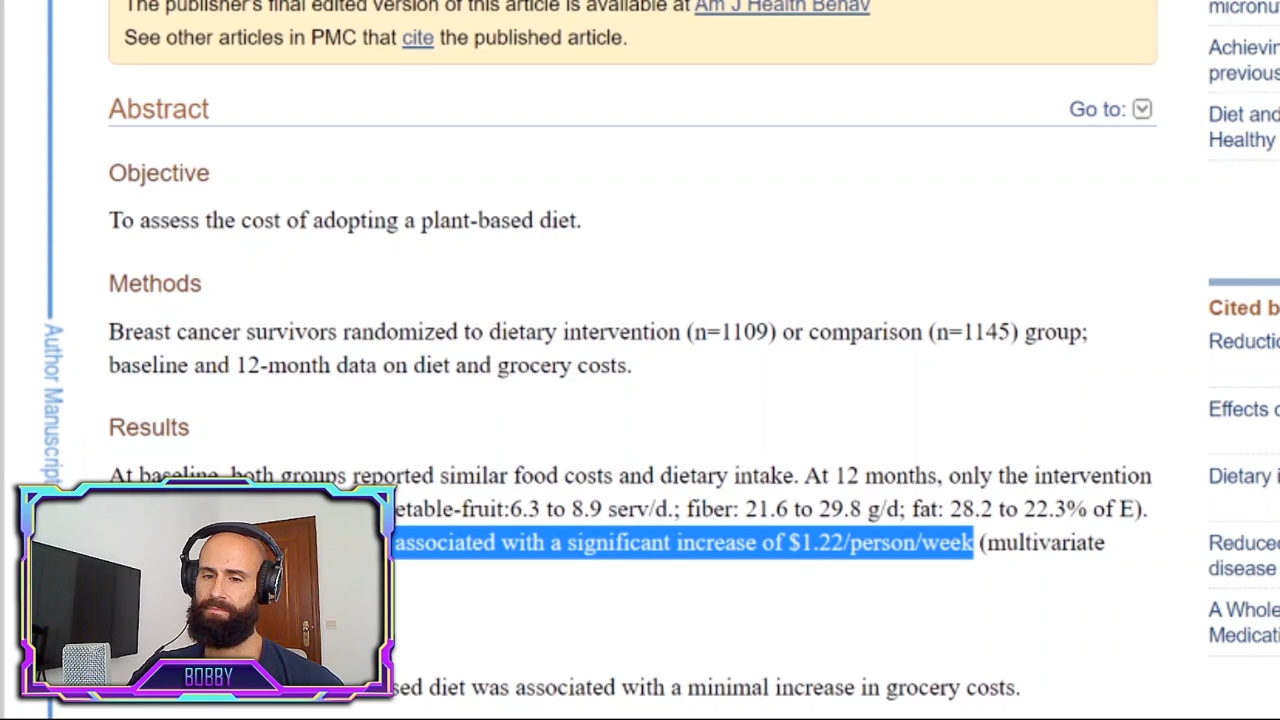 The publisher's final edited version of this article is available at Am J Health Behav
See other articles in PMC that cite the published article.
Abstract
Go to:
Objective
To assess the cost of adopting a plant-based diet.
Methods
Breast cancer survivors randomized to dietary intervention (n=1109) or comparison (n=1145) group;
baseline and 12-month data on diet and grocery costs.
Results
At baseline, both groups reported similar food costs and dietary intake. At 12 months, only the intervention
etable-fruit:6.3 to 8.9 serv/d.; fiber: 21.6 to 29.8 g/d; fat: 28.2 to 22.3% of E).
associated with a significant increase of $1.22/person/week (multivariate
sed diet was associated with a minimal increase in grocery costs.
Author Manuscript
BOBBY
micronu
Achievin
previous
Diet and
Healthy
Cited b
Reductio
Effects o
Dietary i
Reduced
disease
A Whole
Medicati